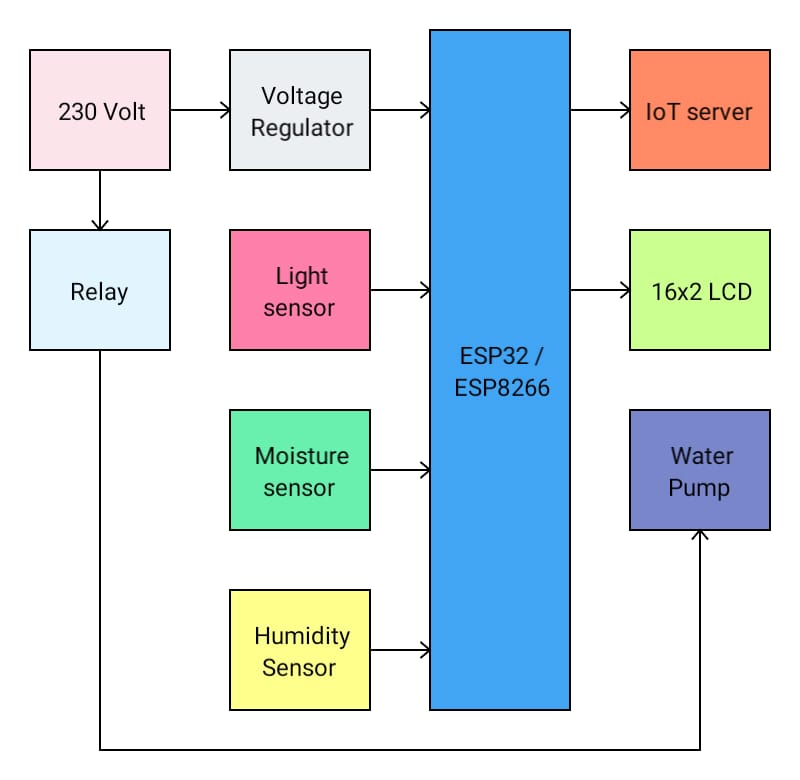 230 Volt
Voltage
Regulator
IoT server
Relay
Light
sensor
16x2 LCD
ESP32 /
ESP8266
Moisture
sensor
Water
Pump
Humidity
Sensor